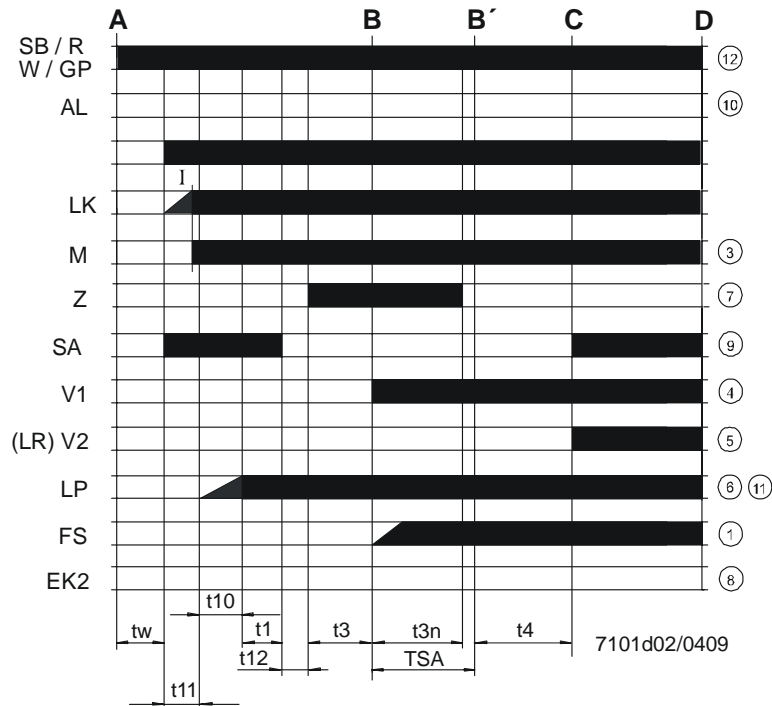 A B B´ C D
SB / R
W / GP 12
AL 10
I
LK
M 3
Z 7
SA 9
V1 4
(LR) V2 5
LP 6 11
FS 1
EK2 8
t10
tw t1 t3 t3n t4
7101d02/0409
t12 TSA
t11